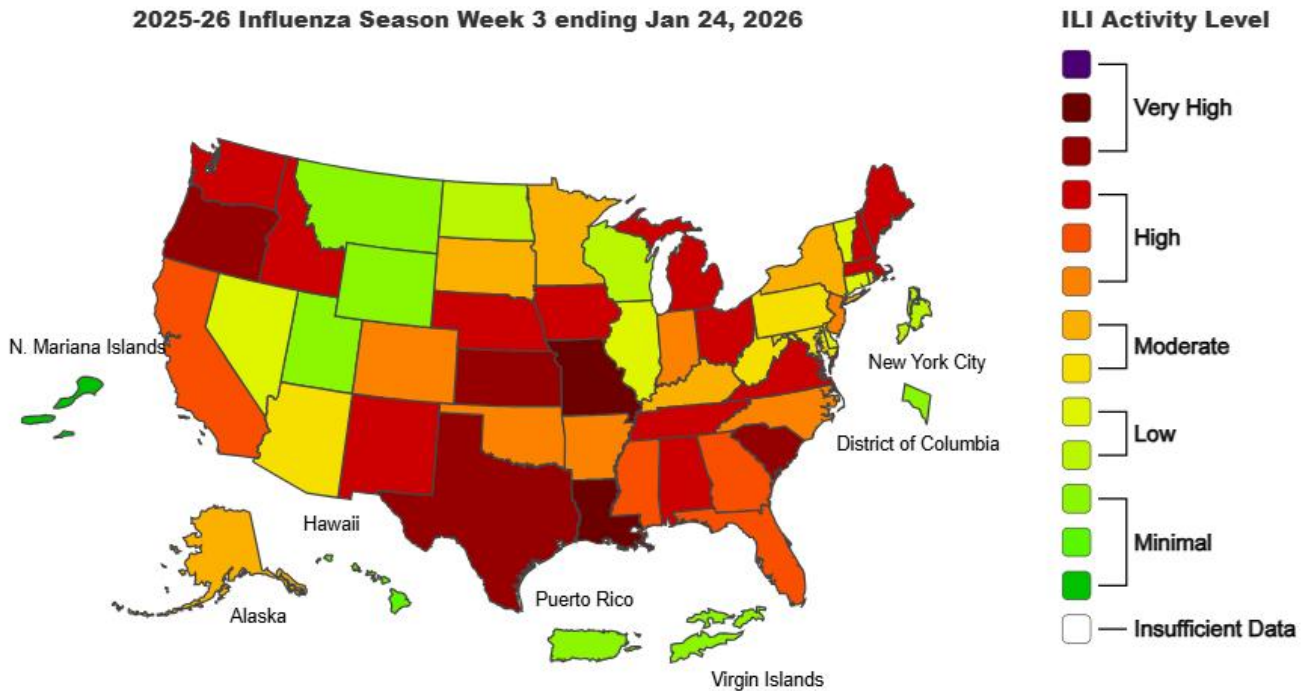 2025-26 Influenza Season Week 3 ending Jan 24, 2026
ILI Activity Level
Very High
High
Moderate
Low
Minimal
Insufficient Data
N. Mariana Islands
New York City
District of Columbia
Hawaii
Alaska
Puerto Rico
Virgin Islands